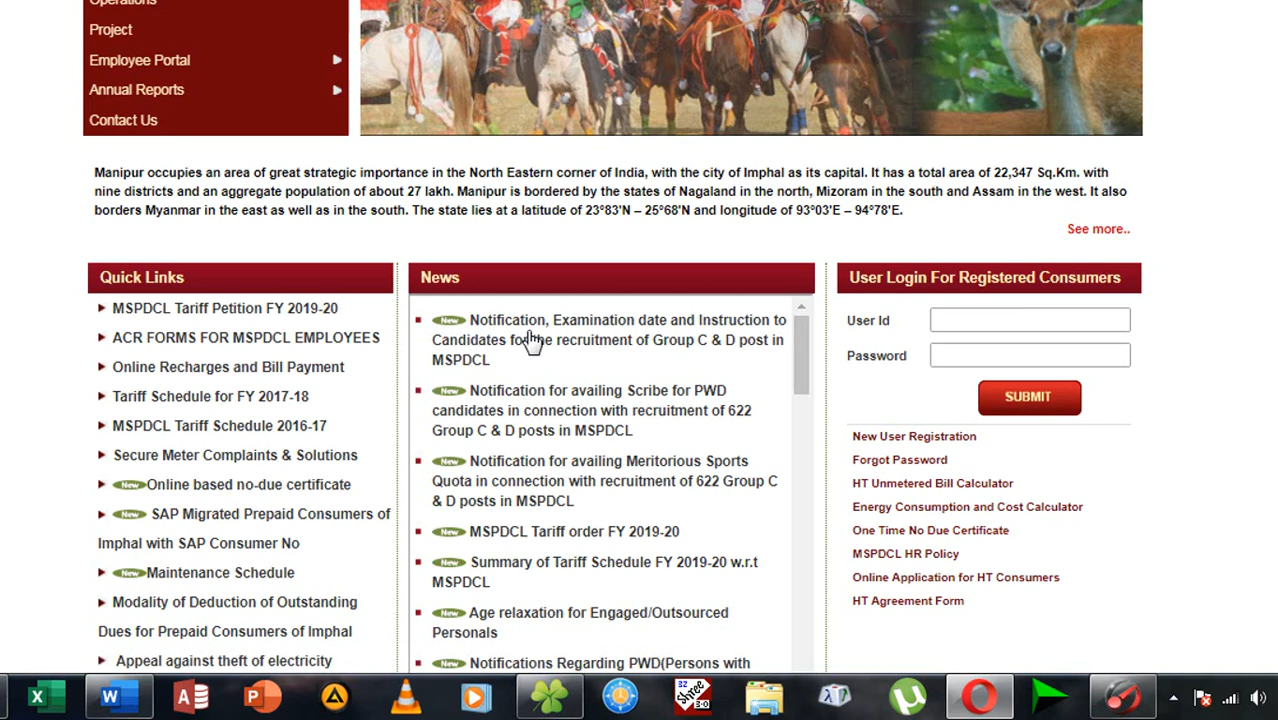 Operations
Project
Employee Portal
Annual Reports
Contact Us
Manipur occupies an area of great strategic importance in the North Eastern corner of India, with the city of Imphal as its capital. It has a total area of 22,347 Sq.Km. with
nine districts and an aggregate population of about 27 lakh. Manipur is bordered by the states of Nagaland in the north, Mizoram in the south and Assam in the west. It also
borders Myanmar in the east as well as in the south. The state lies at a latitude of 23°83'N – 25°68'N and longitude of 93°03'E – 94°78'E.
See more..
Quick Links
MSPDCL Tariff Petition FY 2019-20
ACR FORMS FOR MSPDCL EMPLOYEES
Online Recharges and Bill Payment
Tariff Schedule for FY 2017-18
MSPDCL Tariff Schedule 2016-17
Secure Meter Complaints & Solutions
New Online based no-due certificate
New SAP Migrated Prepaid Consumers of
Imphal with SAP Consumer No
New Maintenance Schedule
Modality of Deduction of Outstanding
Dues for Prepaid Consumers of Imphal
Appeal against theft of electricity
News
New Notification, Examination date and Instruction to
Candidates for the recruitment of Group C & D post in
MSPDCL
New Notification for availing Scribe for PWD
candidates in connection with recruitment of 622
Group C & D posts in MSPDCL
New Notification for availing Meritorious Sports
Quota in connection with recruitment of 622 Group C
& D posts in MSPDCL
New MSPDCL Tariff order FY 2019-20
New Summary of Tariff Schedule FY 2019-20 w.r.t
MSPDCL
New Age relaxation for Engaged/Outsourced
Personals
New Notifications Regarding PWD(Persons with
User Login For Registered Consumers
User Id
Password
SUBMIT
New User Registration
Forgot Password
HT Unmetered Bill Calculator
Energy Consumption and Cost Calculator
One Time No Due Certificate
MSPDCL HR Policy
Online Application for HT Consumers
HT Agreement Form
32
Shree
3.0